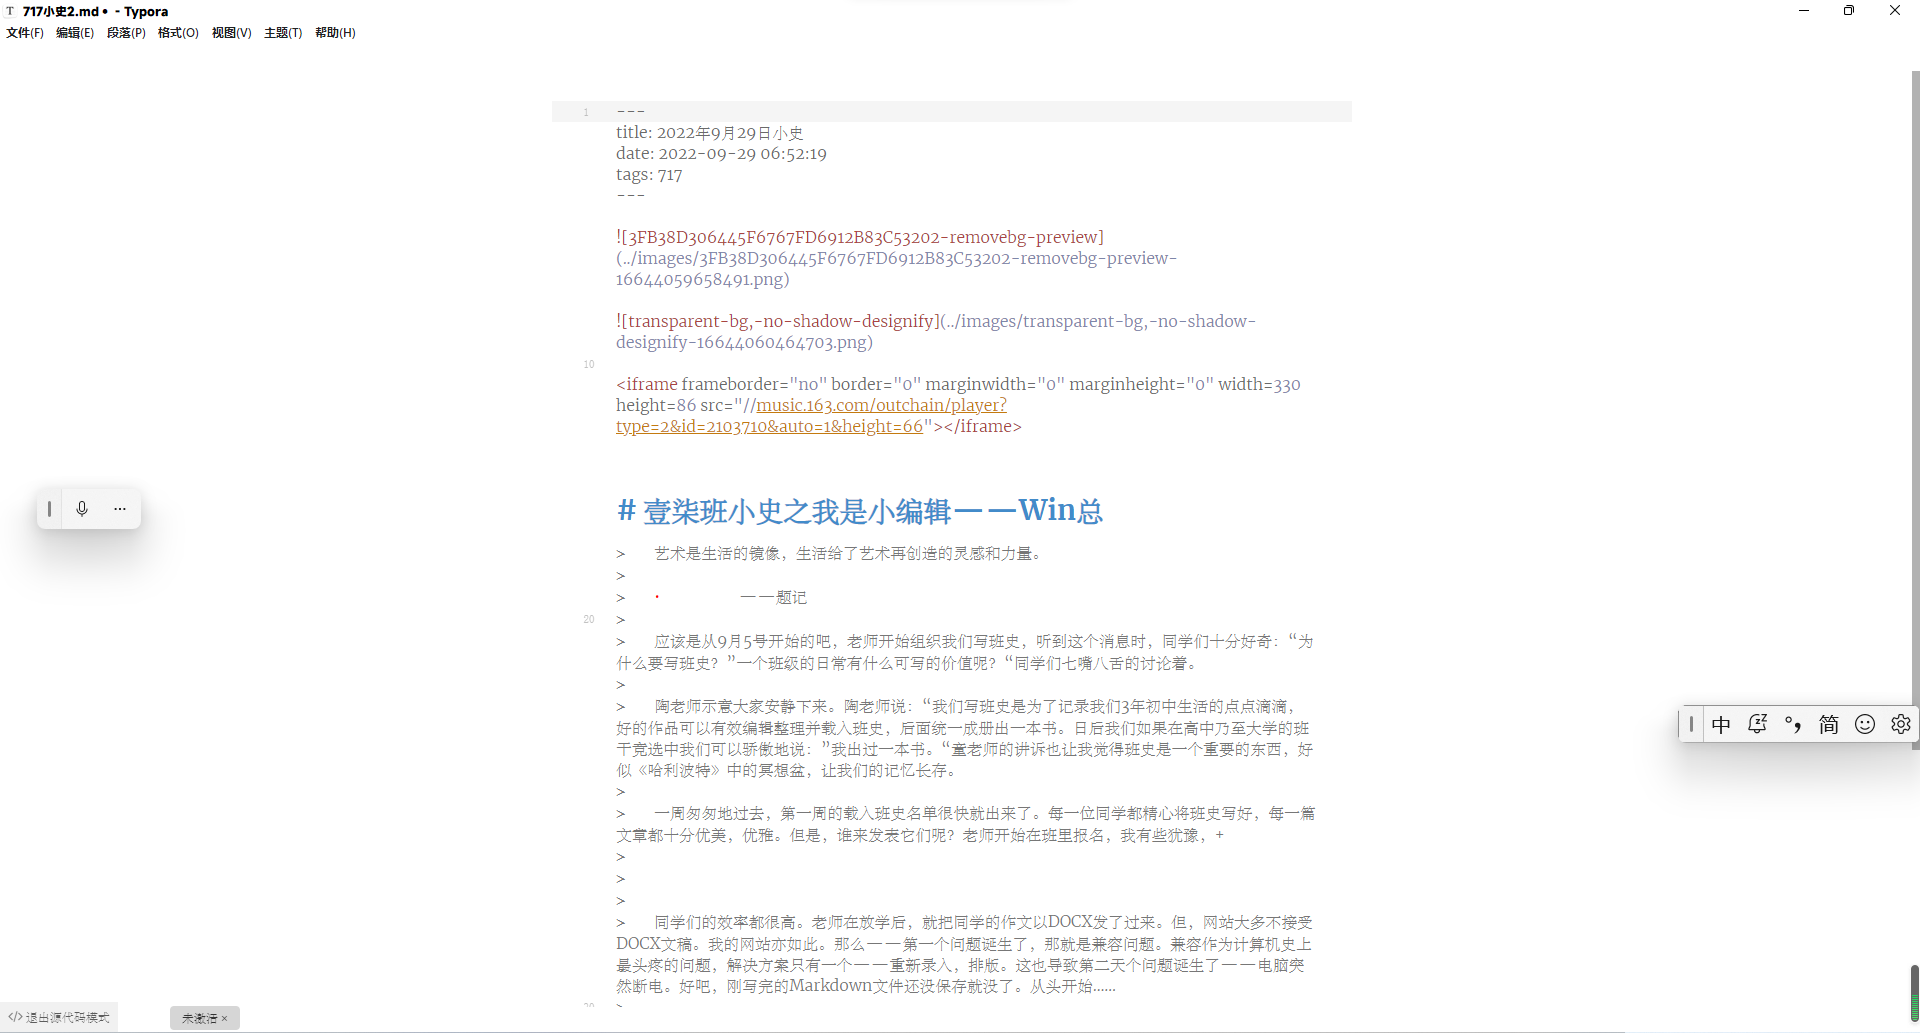 T 717小史2.md • - Typora
文件(F) 编辑(E) 段落(P) 格式(O) 视图(V) 主题(T) 帮助(H)
1 ---
title: 2022年9月29日小史
date: 2022-09-29 06:52:19
tags: 717
---
![3FB38D306445F6767FD6912B83C53202-removebg-preview]
(../images/3FB38D306445F6767FD6912B83C53202-removebg-preview-
16644059658491.png)
![transparent-bg,-no-shadow-designify](../images/transparent-bg,-no-shadow-
designify-16644060464703.png)
10
<iframe frameborder="no" border="0" marginwidth="0" marginheight="0" width=330
height=86 src="//music.163.com/outchain/player?
type=2&id=2103710&auto=1&height=66"></iframe>
# 壹柒班小史之我是小编辑——Win总
> 艺术是生活的镜像，生活给了艺术再创造的灵感和力量。
>
> · ——题记
20 >
> 应该是从9月5号开始的吧，老师开始组织我们写班史，听到这个消息时，同学们十分好奇：“为
什么要写班史？”一个班级的日常有什么可写的价值呢？“同学们七嘴八舌的讨论着。
>
> 陶老师示意大家安静下来。陶老师说：“我们写班史是为了记录我们3年初中生活的点点滴滴，
好的作品可以有效编辑整理并载入班史，后面统一成册出一本书。日后我们如果在高中乃至大学的班
干竞选中我们可以骄傲地说：”我出过一本书。“童老师的讲诉也让我觉得班史是一个重要的东西，好
似《哈利波特》中的冥想盆，让我们的记忆长存。
>
> 一周匆匆地过去，第一周的载入班史名单很快就出来了。每一位同学都精心将班史写好，每一篇
文章都十分优美，优雅。但是，谁来发表它们呢？老师开始在班里报名，我有些犹豫，+
>
>
>
> 同学们的效率都很高。老师在放学后，就把同学的作文以DOCX发了过来。但，网站大多不接受
DOCX文稿。我的网站亦如此。那么——第一个问题诞生了，那就是兼容问题。兼容作为计算机史上
最头疼的问题，解决方案只有一个——重新录入，排版。这也导致第二天个问题诞生了——电脑突
然断电。好吧，刚写完的Markdown文件还没保存就没了。从头开始......
中 °， 简
</> 退出源代码模式 未激活 ×